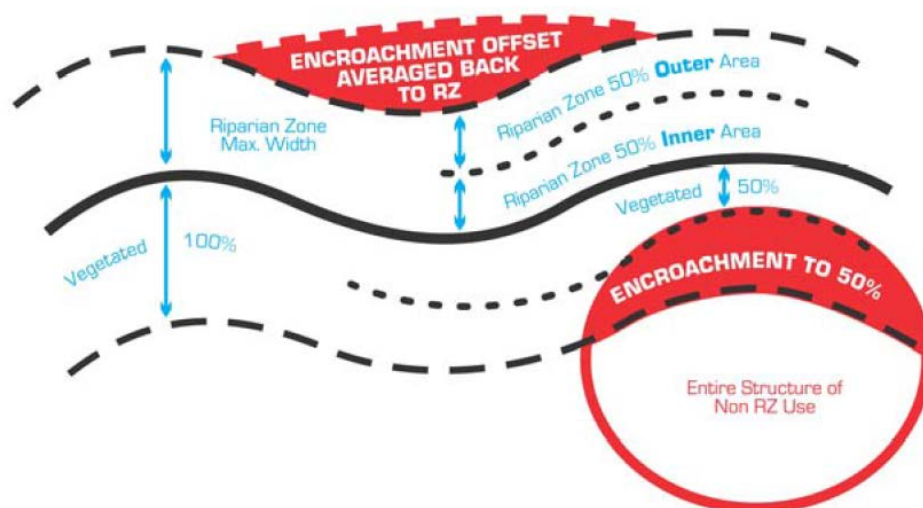 ENCROACHMENT OFFSET
AVERAGED BACK
TO RZ
Riparian Zone 50% Outer Area
Riparian Zone
Max. Width
Riparian Zone 50% Inner Area
Vegetated 50%
Vegetated 100%
ENCROACHMENT TO 50%
Entire Structure of
Non RZ Use